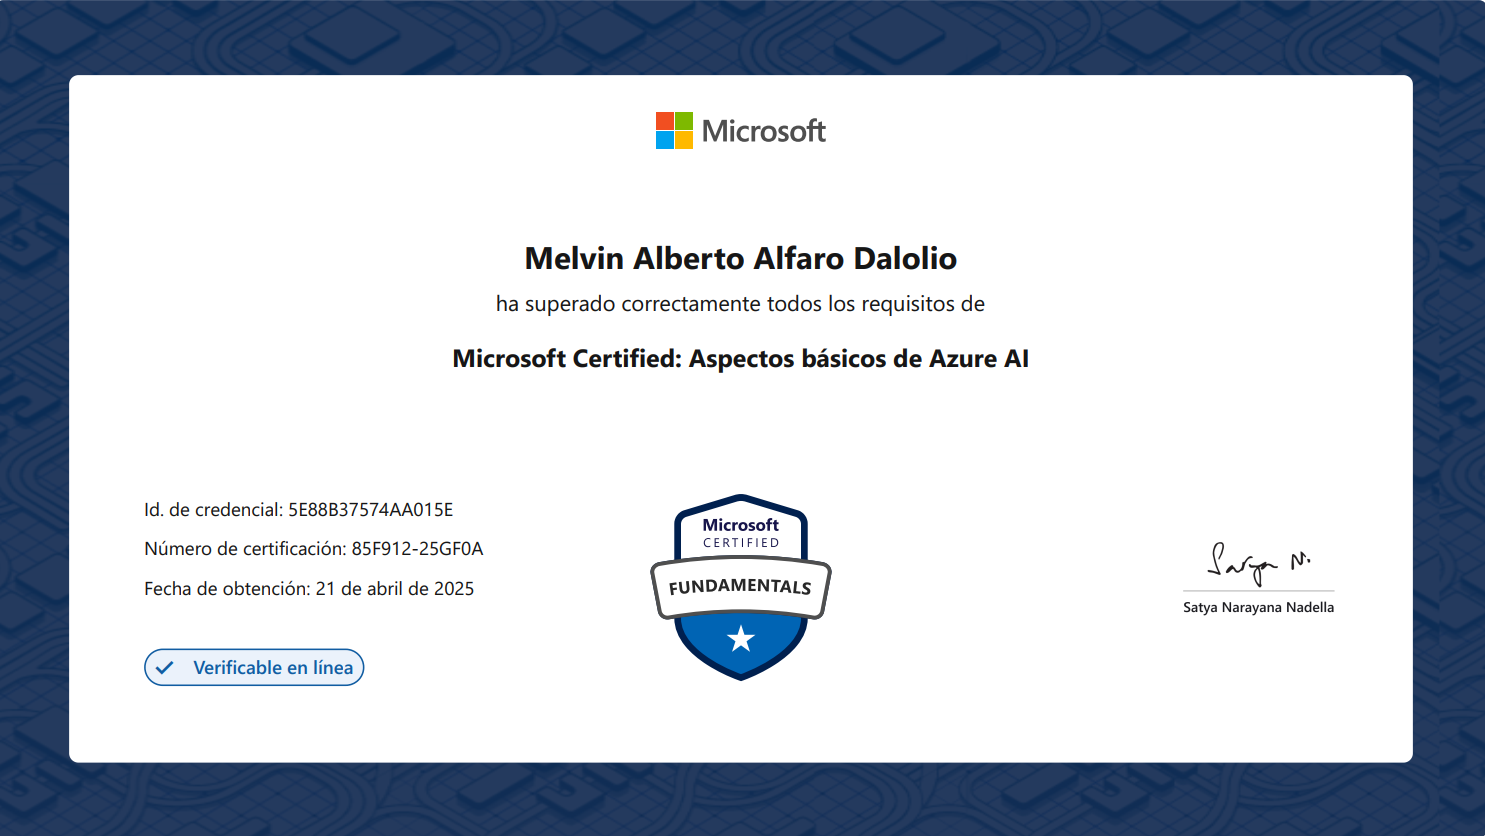 Microsoft
Melvin Alberto Alfaro Dalolio
ha superado correctamente todos los requisitos de
Microsoft Certified: Aspectos básicos de Azure AI
Id. de credencial: 5E88B37574AA015E
Número de certificación: 85F912-25GF0A
Fecha de obtención: 21 de abril de 2025
Verificable en línea
Microsoft
CERTIFIED
FUNDAMENTALS
Satya N.
Satya Narayana Nadella